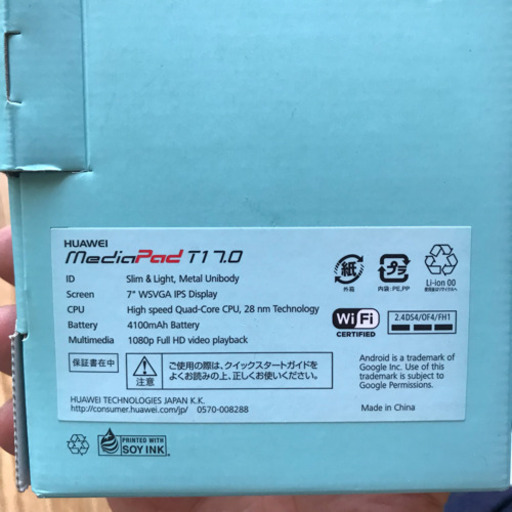 HUAWEI
MediaPad T1 7.0
ID Slim & Light, Metal Unibody
Screen 7" WSVGA IPS Display
CPU High speed Quad-Core CPU, 28 nm Technology
Battery 4100mAh Battery
Multimedia 1080p Full HD video playback
保証書在中
注意
ご使用の際は、クイックスタートガイドを
よくお読みの上、正しくお使いください。
HUAWEI TECHNOLOGIES JAPAN K.K.
http://consumer.huawei.com/jp/ 0570-008288
紙
外箱
プラ
内袋:PE,PP
Li-ion 00
Wi Fi
CERTIFIED
2.4DS4/OF4/FH1
Android is a trademark of
Google Inc. Use of this
trademark is subject to
Google Permissions.
Made in China
PRINTED WITH
SOY INK